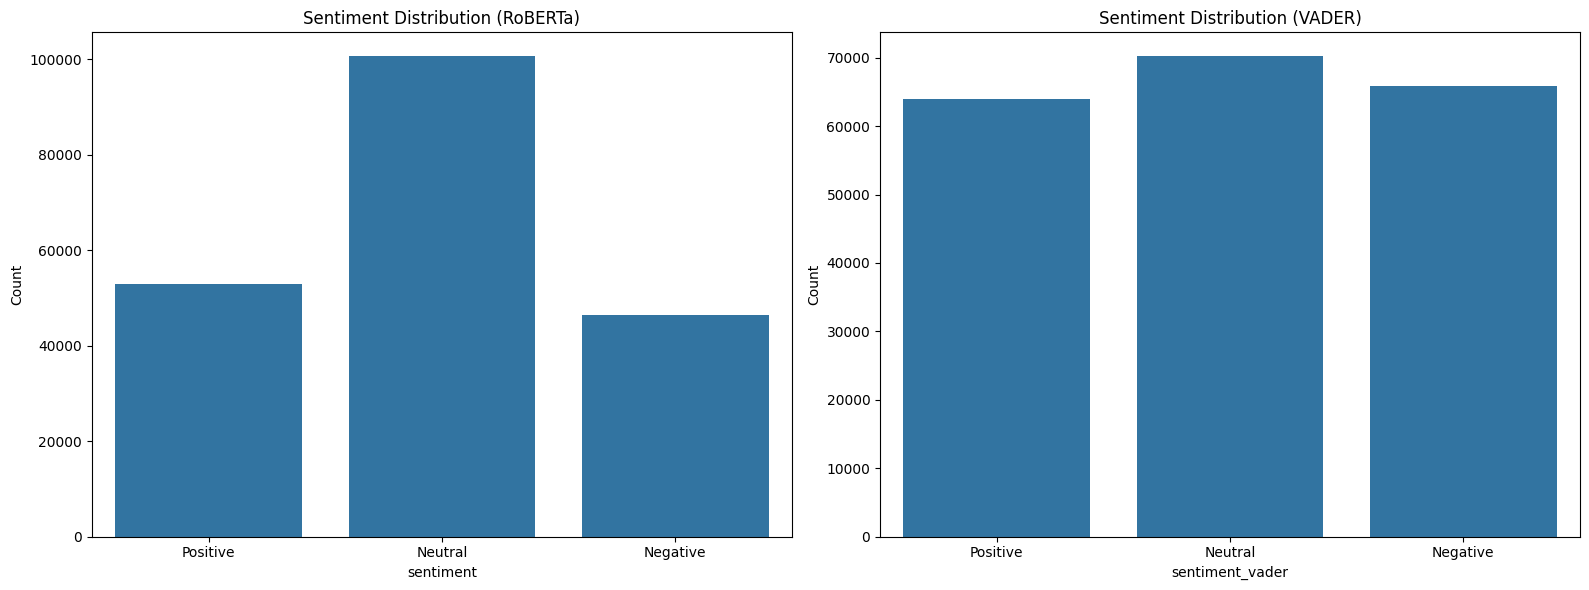 Sentiment Distribution (RoBERTa)
100000
80000
60000
40000
20000
0
Count
Positive
Neutral
Negative
sentiment
Sentiment Distribution (VADER)
70000
60000
50000
40000
30000
20000
10000
0
Count
Positive
Neutral
Negative
sentiment_vader